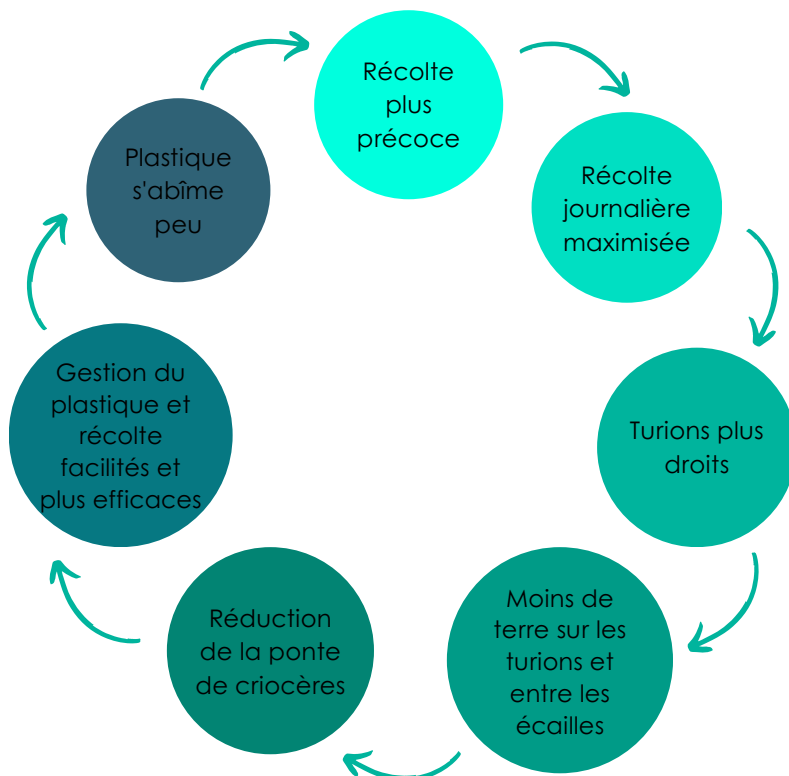 Récolte
plus
précoce
Récolte
journalière
maximisée
Turions plus
droits
Moins de
terre sur les
turions et
entre les
écailles
Réduction
de la ponte
de criocères
Gestion du
plastique et
récolte
facilités et
plus efficaces
Plastique
s'abîme
peu